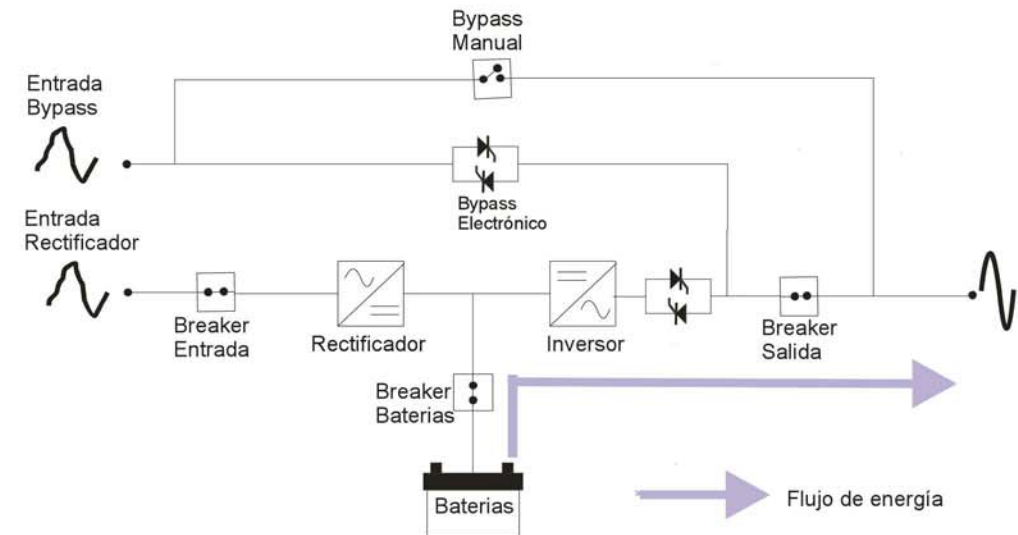 Bypass
Manual
Entrada
Bypass
Bypass
Electrónico
Entrada
Rectificador
Breaker
Entrada
Rectificador
Inversor
Breaker
Salida
Breaker
Baterias
Baterias
Flujo de energía